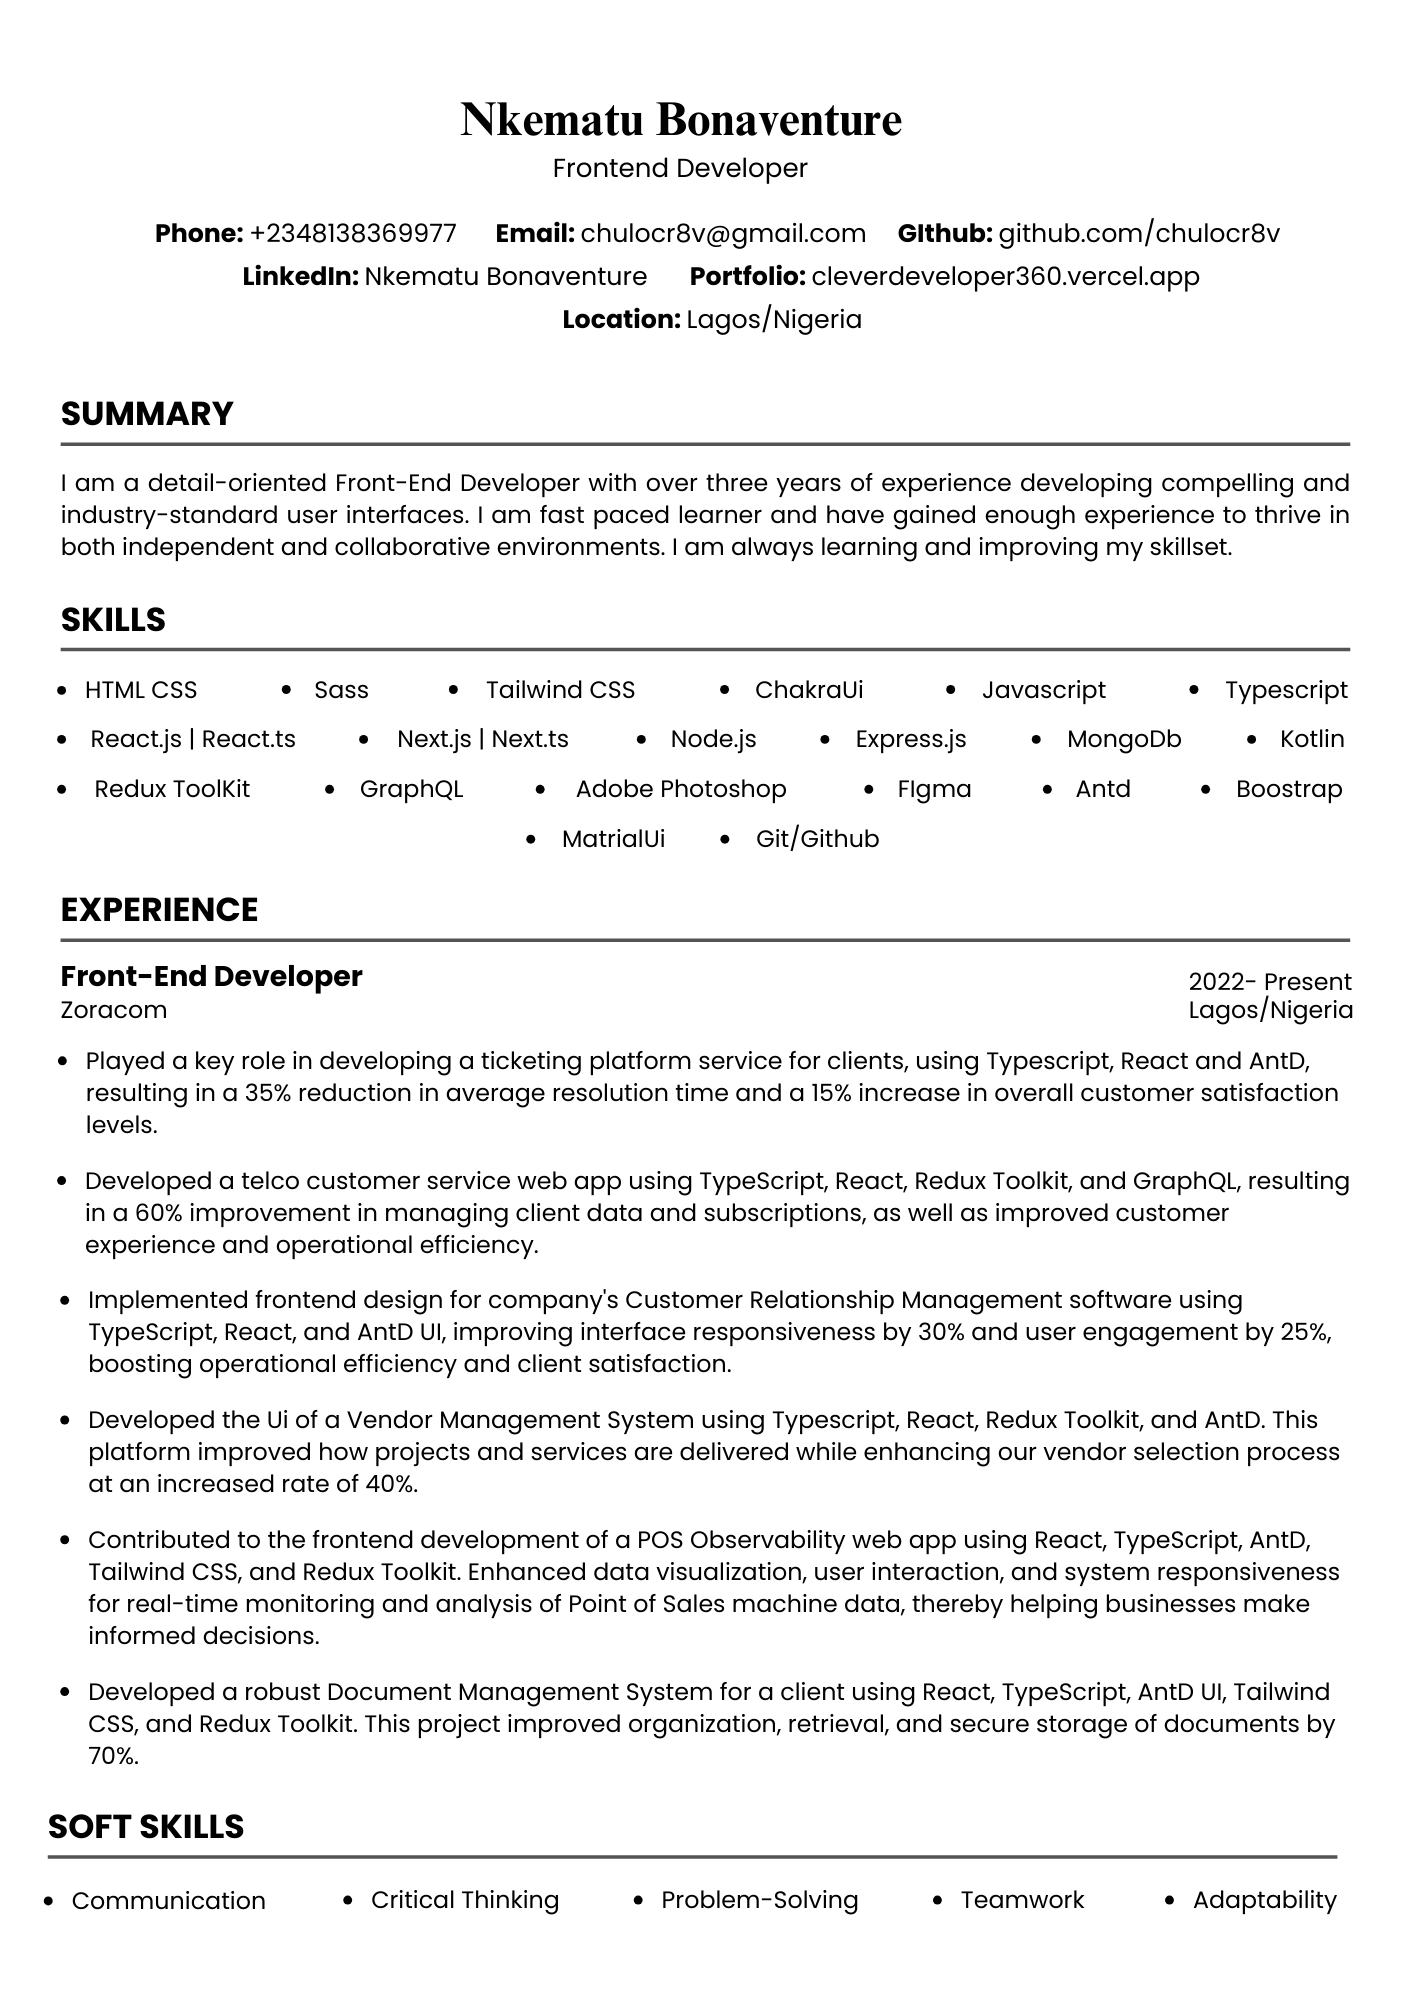 Nkematu Bonaventure
Frontend Developer
Phone: +2348138369977 Email: chulocr8v@gmail.com GIthub: github.com/chulocr8v
LinkedIn: Nkematu Bonaventure Portfolio: cleverdeveloper360.vercel.app
Location: Lagos/Nigeria
SUMMARY
I am a detail-oriented Front-End Developer with over three years of experience developing compelling and
industry-standard user interfaces. I am fast paced learner and have gained enough experience to thrive in
both independent and collaborative environments. I am always learning and improving my skillset.
SKILLS
• HTML CSS • Sass • Tailwind CSS • ChakraUi • Javascript • Typescript
• React.js | React.ts • Next.js | Next.ts • Node.js • Express.js • MongoDb • Kotlin
• Redux ToolKit • GraphQL • Adobe Photoshop • FIgma • Antd • Boostrap
• MatrialUi • Git/Github
EXPERIENCE
Front-End Developer 2022- Present
Zoracom Lagos/Nigeria
• Played a key role in developing a ticketing platform service for clients, using Typescript, React and AntD,
resulting in a 35% reduction in average resolution time and a 15% increase in overall customer satisfaction
levels.
• Developed a telco customer service web app using TypeScript, React, Redux Toolkit, and GraphQL, resulting
in a 60% improvement in managing client data and subscriptions, as well as improved customer
experience and operational efficiency.
• Implemented frontend design for company's Customer Relationship Management software using
TypeScript, React, and AntD UI, improving interface responsiveness by 30% and user engagement by 25%,
boosting operational efficiency and client satisfaction.
• Developed the Ui of a Vendor Management System using Typescript, React, Redux Toolkit, and AntD. This
platform improved how projects and services are delivered while enhancing our vendor selection process
at an increased rate of 40%.
• Contributed to the frontend development of a POS Observability web app using React, TypeScript, AntD,
Tailwind CSS, and Redux Toolkit. Enhanced data visualization, user interaction, and system responsiveness
for real-time monitoring and analysis of Point of Sales machine data, thereby helping businesses make
informed decisions.
• Developed a robust Document Management System for a client using React, TypeScript, AntD UI, Tailwind
CSS, and Redux Toolkit. This project improved organization, retrieval, and secure storage of documents by
70%.
SOFT SKILLS
• Communication • Critical Thinking • Problem-Solving • Teamwork • Adaptability